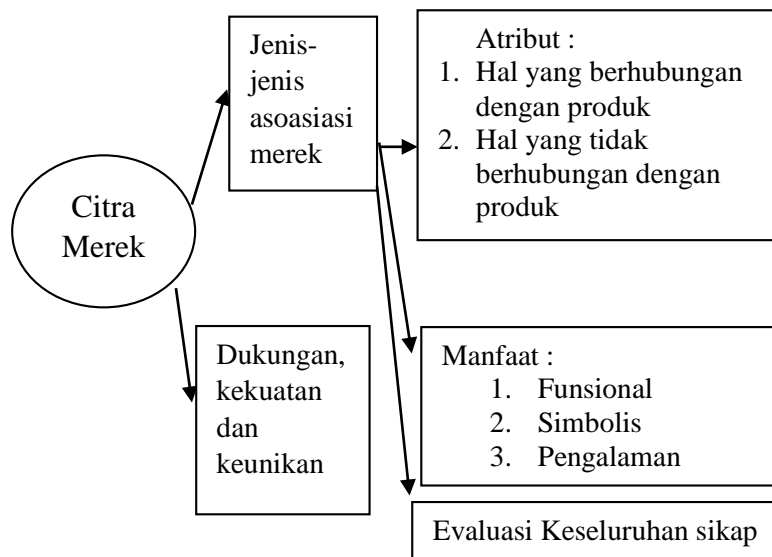 Citra
Merek
Jenis-
jenis
asoasiasi
merek
Dukungan,
kekuatan
dan
keunikan
Atribut :
1. Hal yang berhubungan
dengan produk
2. Hal yang tidak
berhubungan dengan
produk
Manfaat :
1. Funsional
2. Simbolis
3. Pengalaman
Evaluasi Keseluruhan sikap